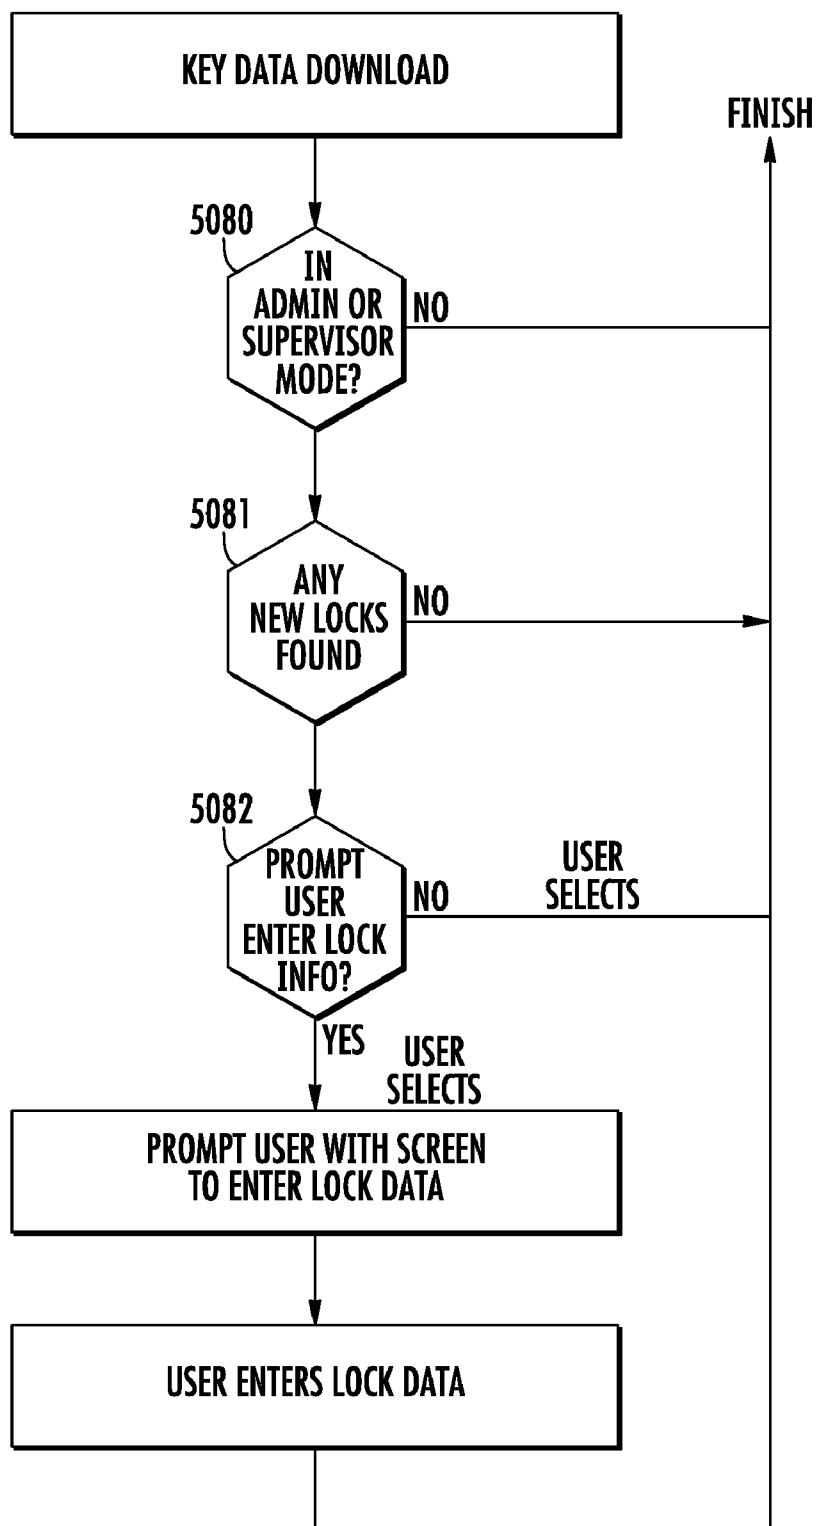 KEY DATA DOWNLOAD
FINISH
5080
IN
ADMIN OR
SUPERVISOR
MODE?
NO
5081
ANY
NEW LOCKS
FOUND
NO
5082
PROMPT
USER
ENTER LOCK
INFO?
NO
USER
SELECTS
YES
USER
SELECTS
PROMPT USER WITH SCREEN
TO ENTER LOCK DATA
USER ENTERS LOCK DATA